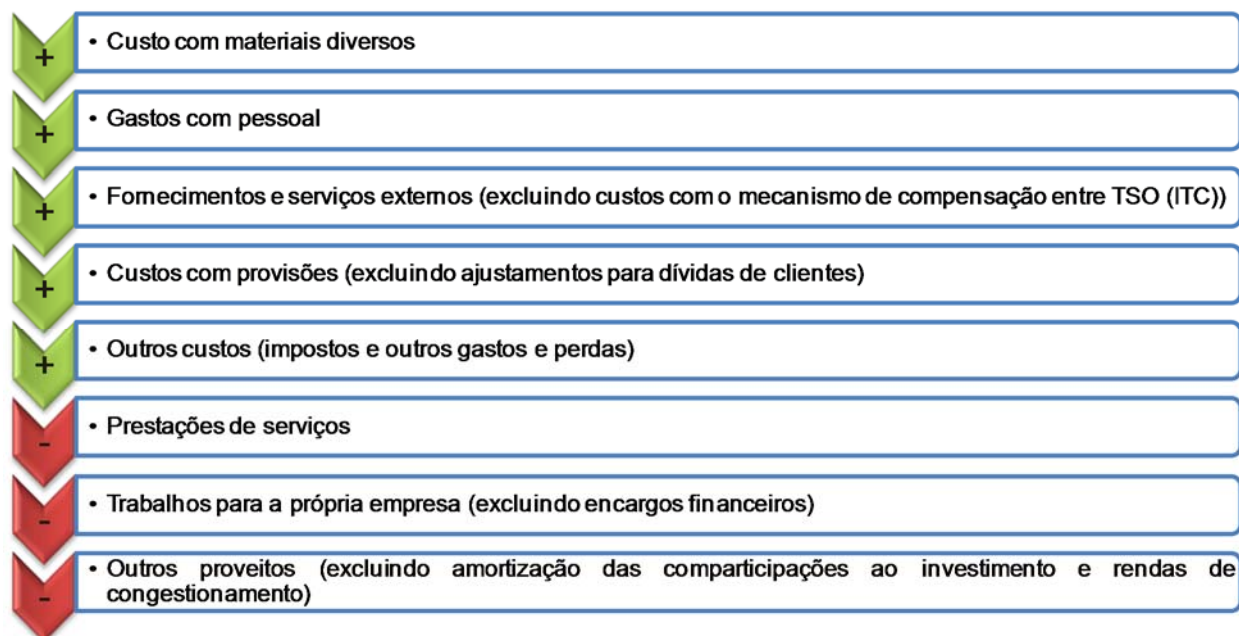 + • Custo com materiais diversos
+ • Gastos com pessoal
+ • Fornecimentos e serviços externos (excluindo custos com o mecanismo de compensação entre TSO (ITC))
+ • Custos com provisões (excluindo ajustamentos para dívidas de clientes)
+ • Outros custos (impostos e outros gastos e perdas)
- • Prestações de serviços
- • Trabalhos para a própria empresa (excluindo encargos financeiros)
- • Outros proveitos (excluindo amortização das comparticipações ao investimento e rendas de
congestionamento)